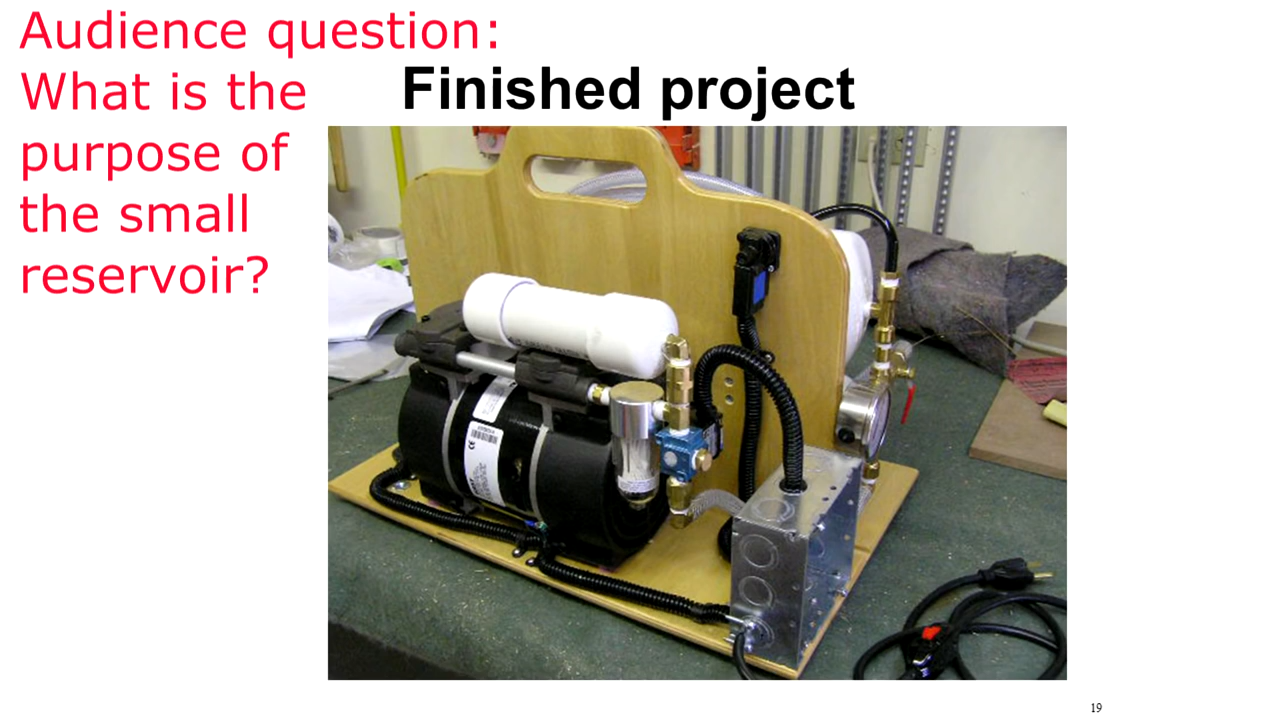 Audience question:
What is the
purpose of
the small
reservoir?
Finished project
19